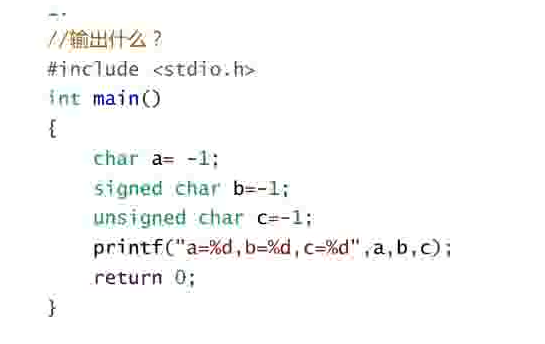 //输出什么？
#include <stdio.h>
int main()
{
    char a= -1;
    signed char b=-1;
    unsigned char c=-1;
    printf("a=%d,b=%d,c=%d",a,b,c);
    return 0;
}